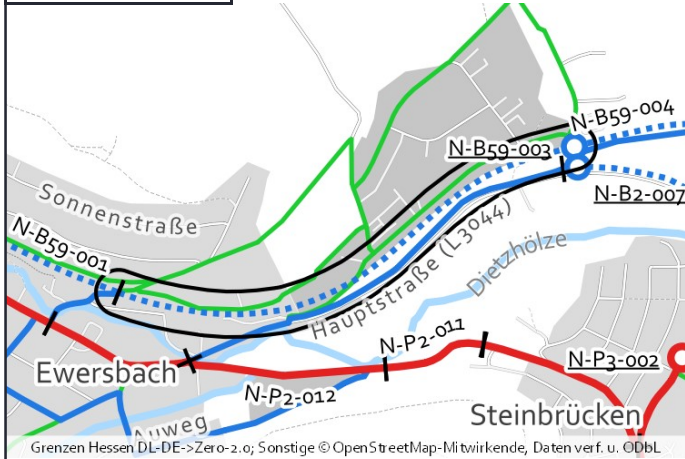 N-B59-004
N-B59-003
N-B2-007
Sonnenstraße
N-B59-001
Hauptstraße (L3044)
Dietzhölze
N-P2-011
N-P3-002
Ewersbach
N-P2-012
Steinbrücken
Auweg
Grenzen Hessen DL-DE->Zero-2.0; Sonstige © OpenStreetMap-Mitwirkende, Daten verf. u. ODbL